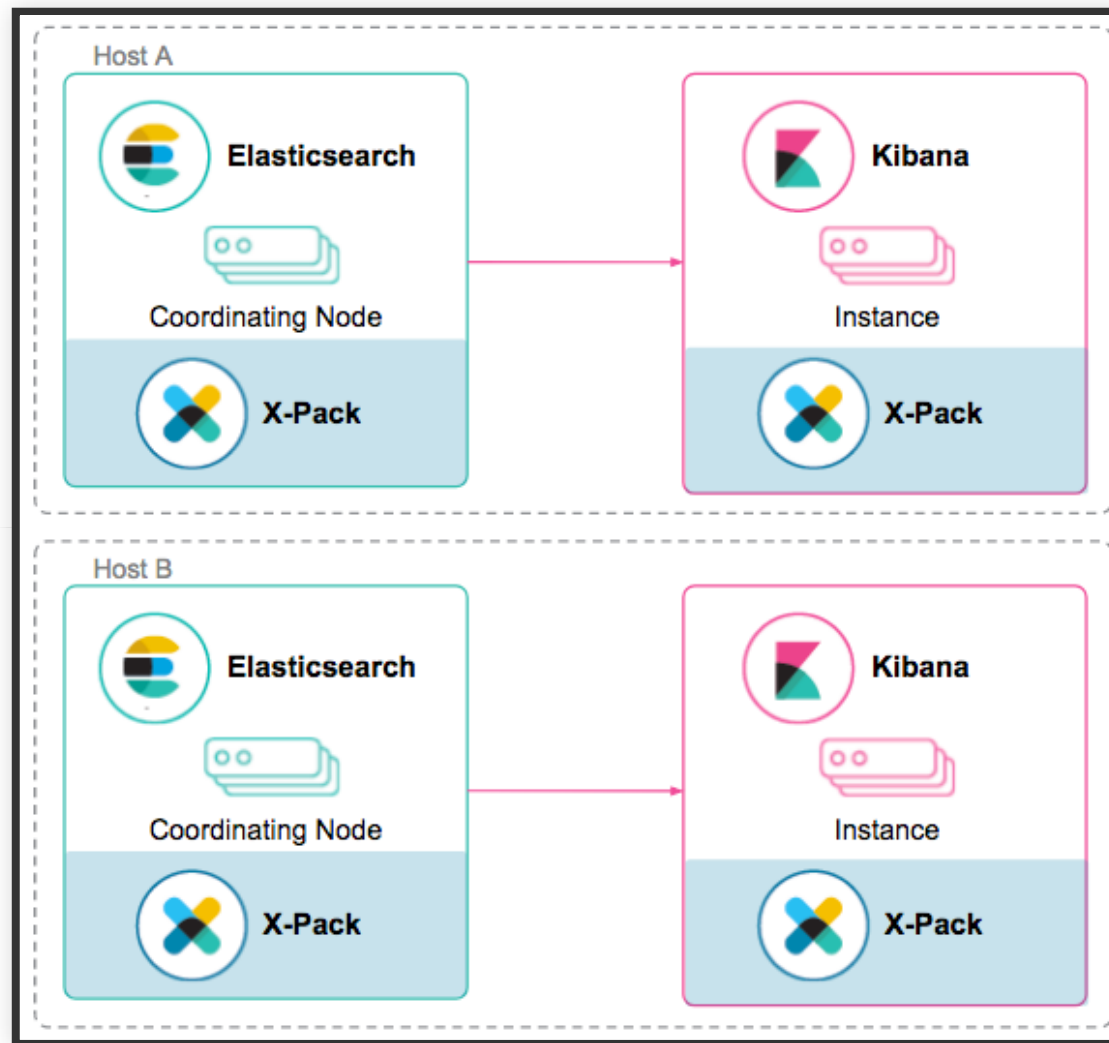 Host A
Elasticsearch
Kibana
Coordinating Node
Instance
X-Pack
X-Pack
Host B
Elasticsearch
Kibana
Coordinating Node
Instance
X-Pack
X-Pack